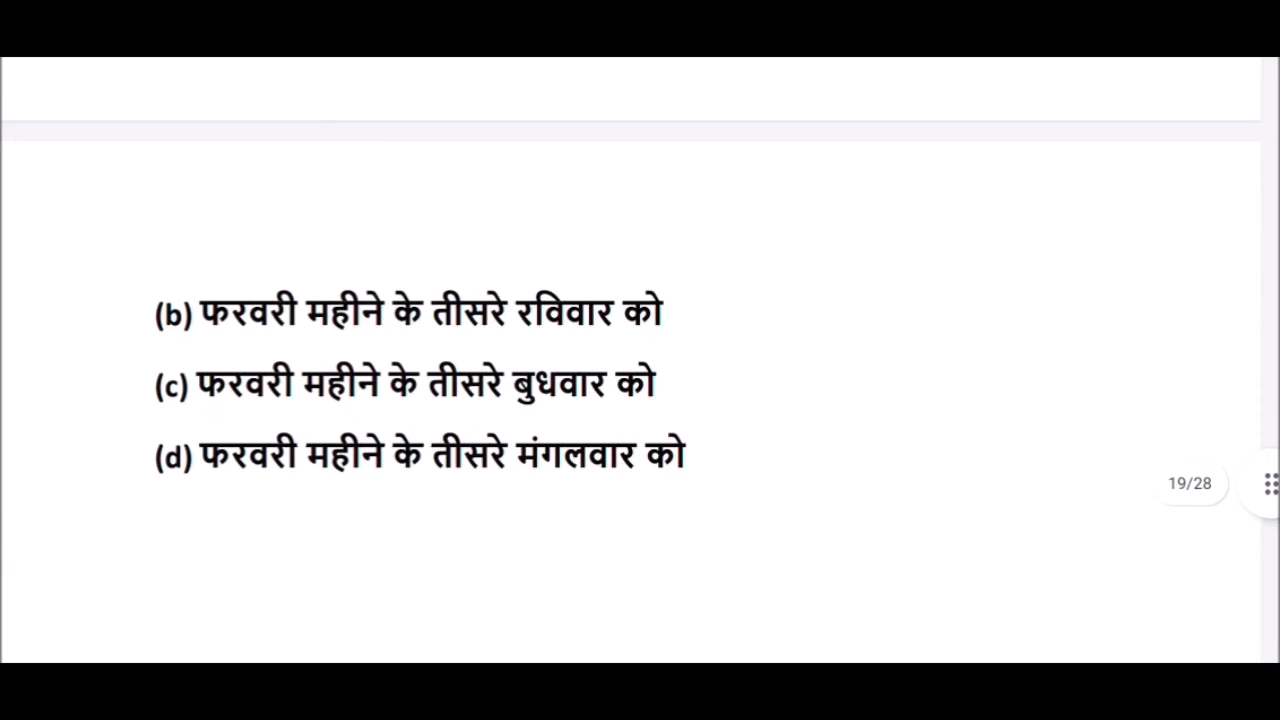 (b) फरवरी महीने के तीसरे रविवार को
(c) फरवरी महीने के तीसरे बुधवार को
(d) फरवरी महीने के तीसरे मंगलवार को
19/28